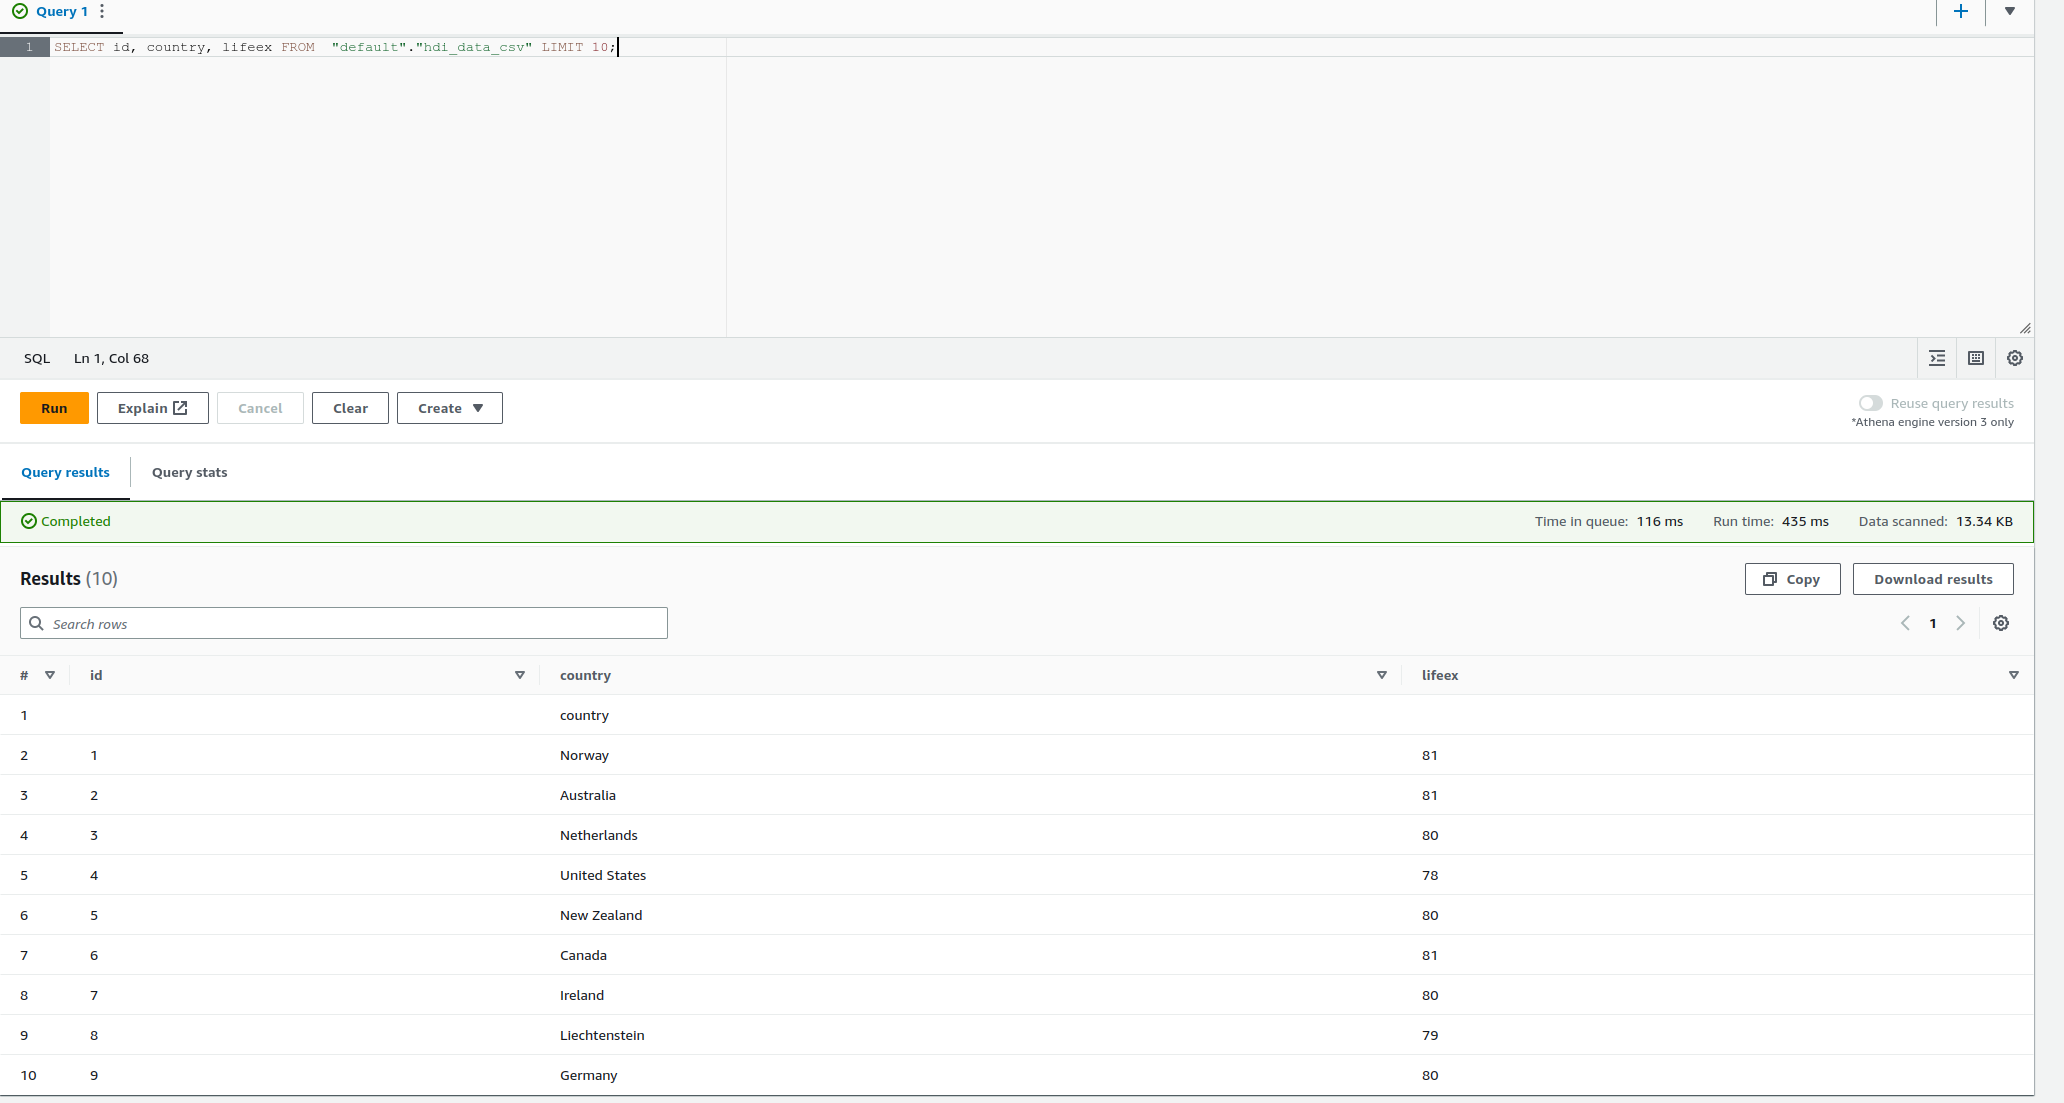 Query 1
1 SELECT id, country, lifeex FROM  "default"."hdi_data_csv" LIMIT 10;
SQL Ln 1, Col 68
Run Explain Cancel Clear Create Reuse query results
*Athena engine version 3 only
Query results Query stats
Completed Time in queue: 116 ms Run time: 435 ms Data scanned: 13.34 KB
Results (10) Copy Download results
Search rows 1
# id country lifeex
1 country
2 1 Norway 81
3 2 Australia 81
4 3 Netherlands 80
5 4 United States 78
6 5 New Zealand 80
7 6 Canada 81
8 7 Ireland 80
9 8 Liechtenstein 79
10 9 Germany 80